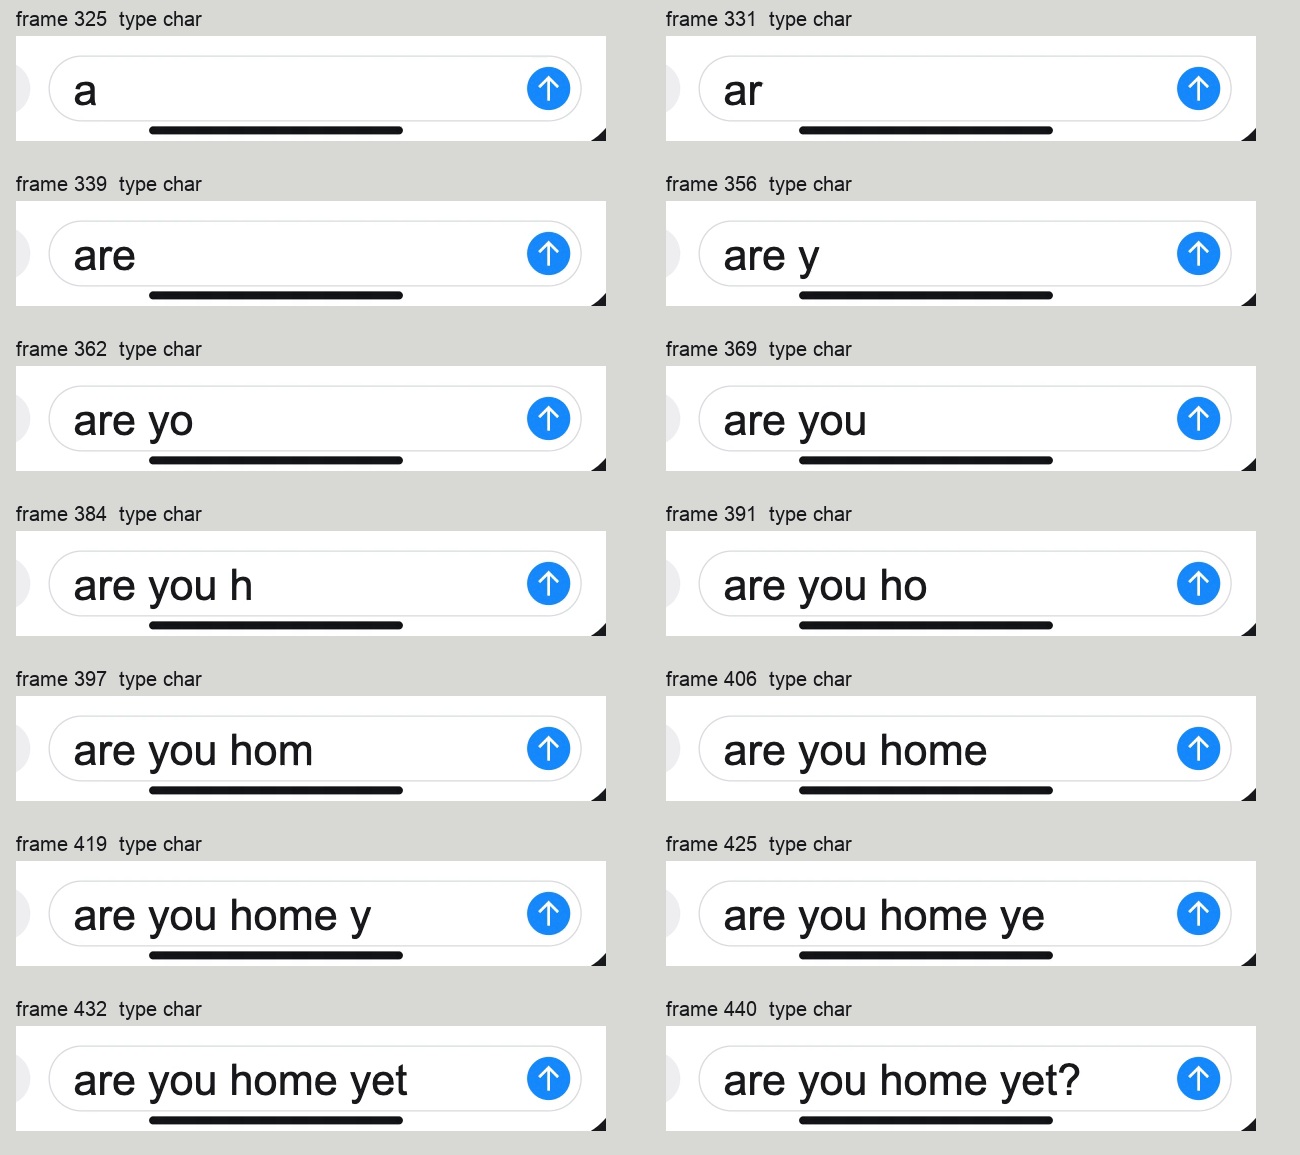 frame 325 type char
a
frame 331 type char
ar
frame 339 type char
are
frame 356 type char
are y
frame 362 type char
are yo
frame 369 type char
are you
frame 384 type char
are you h
frame 391 type char
are you ho
frame 397 type char
are you hom
frame 406 type char
are you home
frame 419 type char
are you home y
frame 425 type char
are you home ye
frame 432 type char
are you home yet
frame 440 type char
are you home yet?